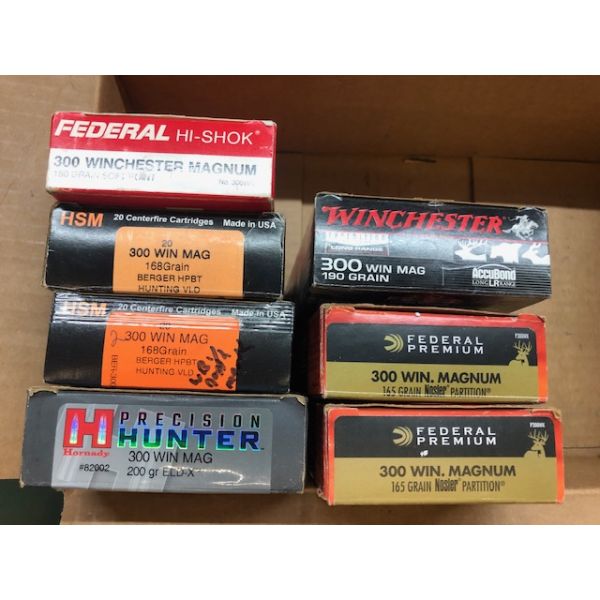 FEDERAL HI-SHOK
300 WINCHESTER MAGNUM
180 GRAIN SOFT POINT
HSM 20 Centerfire Cartridges Made in USA
20
300 WIN MAG
168Grain
BERGER HPBT
HUNTING VLD
HSM 20 Centerfire Cartridges Made in USA
300 WIN MAG
168Grain
BERGER HPBT
HUNTING VLD
H
Hornady
PRECISION
HUNTER
300 WIN MAG
#82002
200 gr ELD-X
WINCHESTER
LONG RANGE
300 WIN MAG
190 GRAIN
AccuBond
LONG RANGE
FEDERAL
PREMIUM
300 WIN. MAGNUM
165 GRAIN Nosler PARTITION®
FEDERAL
PREMIUM
300 WIN. MAGNUM
165 GRAIN Nosler PARTITION®